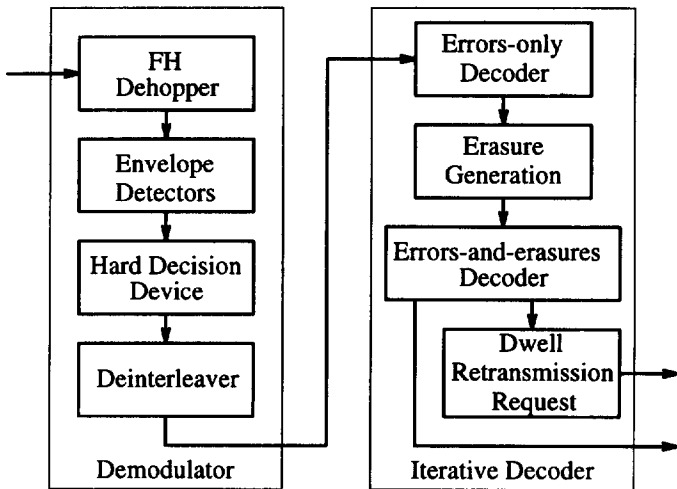 FH
Dehopper
Envelope
Detectors
Hard Decision
Device
Deinterleaver
Demodulator
Errors-only
Decoder
Erasure
Generation
Errors-and-erasures
Decoder
Dwell
Retransmission
Request
Iterative Decoder